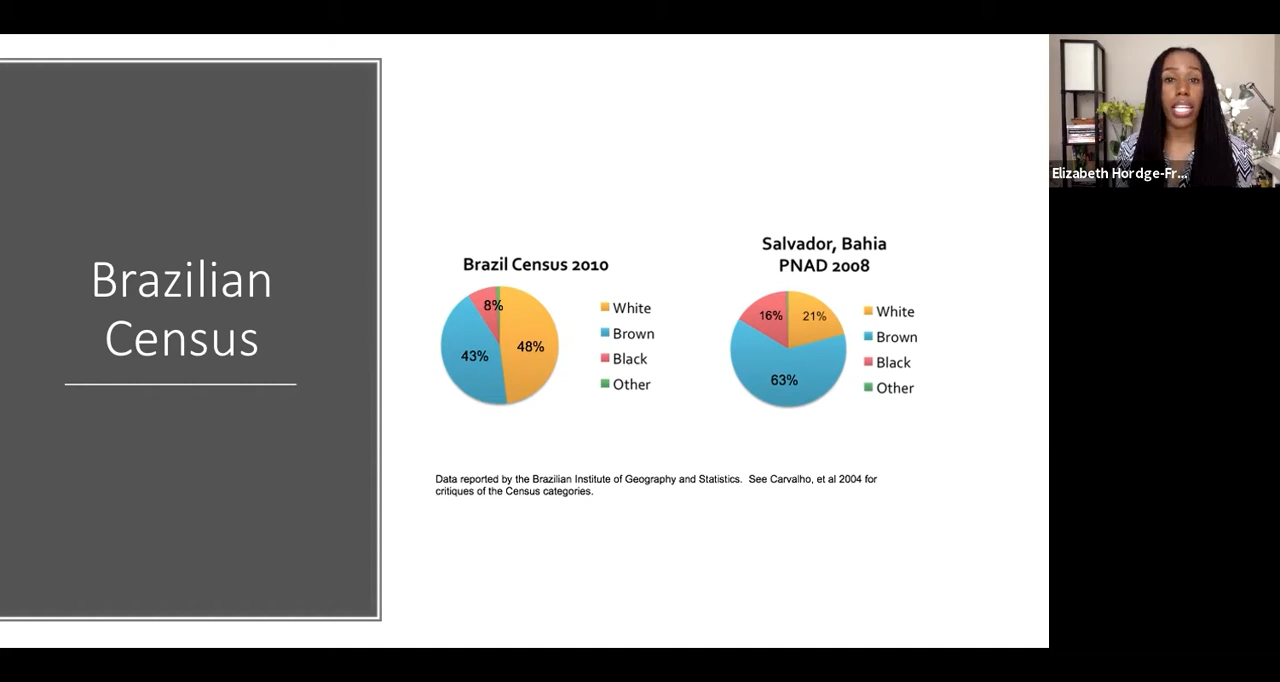 Brazilian
Census
Brazil Census 2010
8%
43%
48%
White
Brown
Black
Other
Salvador, Bahia
PNAD 2008
16%
21%
63%
White
Brown
Black
Other
Data reported by the Brazilian Institute of Geography and Statistics. See Carvalho, et al 2004 for
critiques of the Census categories.
Elizabeth Hordge-Fr...